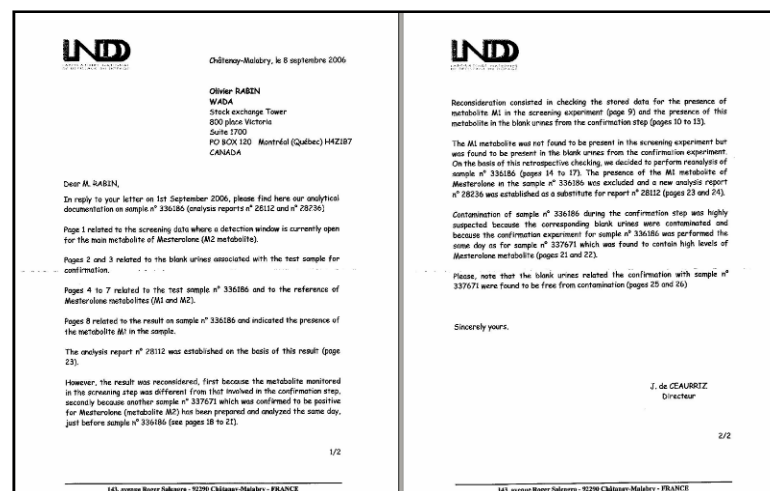 LNDD
Châtenay-Malabry, le 8 septembre 2006
Olivier RABIN
WADA
Stock exchange Tower
800 place Victoria
Suite 1700
PO BOX 120 Montréal (Québec) H4Z1B7
CANADA
Dear M. RABIN,
In reply to your letter on 1st September 2006, please find here our analytical
documentation on sample n° 336186 (analysis reports n° 28112 and n° 28236)
Page 1 related to the screening data where a detection window is currently open
for the main metabolite of Mesterolone (M2 metabolite).
Pages 2 and 3 related to the blank urines associated with the test sample for
confirmation.
Pages 4 to 7 related to the test sample n° 336186 and to the reference of
Mesterolone metabolites (M1 and M2).
Pages 8 related to the result on sample n° 336186 and indicated the presence of
the metabolite M1 in the sample.
The analysis report n° 28112 was established on the basis of this result (page
23).
However, the result was reconsidered, first because the metabolite monitored
in the screening step was different from that involved in the confirmation step,
secondly because another sample n° 337671 which was confirmed to be positive
for Mesterolone (metabolite M2) has been prepared and analyzed the same day,
just before sample n° 336186 (see pages 18 to 21).
1/2
143, avenue Roger Salengro - 92290 Châtenay-Malabry - FRANCE
LNDD
Reconsideration consisted in checking the stored data for the presence of
metabolite M1 in the screening experiment (page 9) and the presence of this
metabolite in the blank urines from the confirmation step (pages 10 to 13).
The M1 metabolite was not found to be present in the screening experiment but
was found to be present in the blank urines from the confirmation experiment.
On the basis of this retrospective checking, we decided to perform reanalysis of
sample n° 336186 (pages 14 to 17). The presence of the M1 metabolite of
Mesterolone in the sample n° 336186 was excluded and a new analysis report
n° 28236 was established as a substitute for report n° 28112 (pages 23 and 24).
Contamination of sample n° 336186 during the confirmation step was highly
suspected because the corresponding blank urines were contaminated and
because the confirmation experiment for sample n° 336186 was performed the
same day as for sample n° 337671 which was found to contain high levels of
Mesterolone metabolite (pages 21 and 22).
Please, note that the blank urines related the confirmation with sample n°
337671 were found to be free from contamination (pages 25 and 26)
Sincerely yours,
J. de CEAURRIZ
Directeur
2/2
143, avenue Roger Salengro - 92290 Châtenay-Malabry - FRANCE